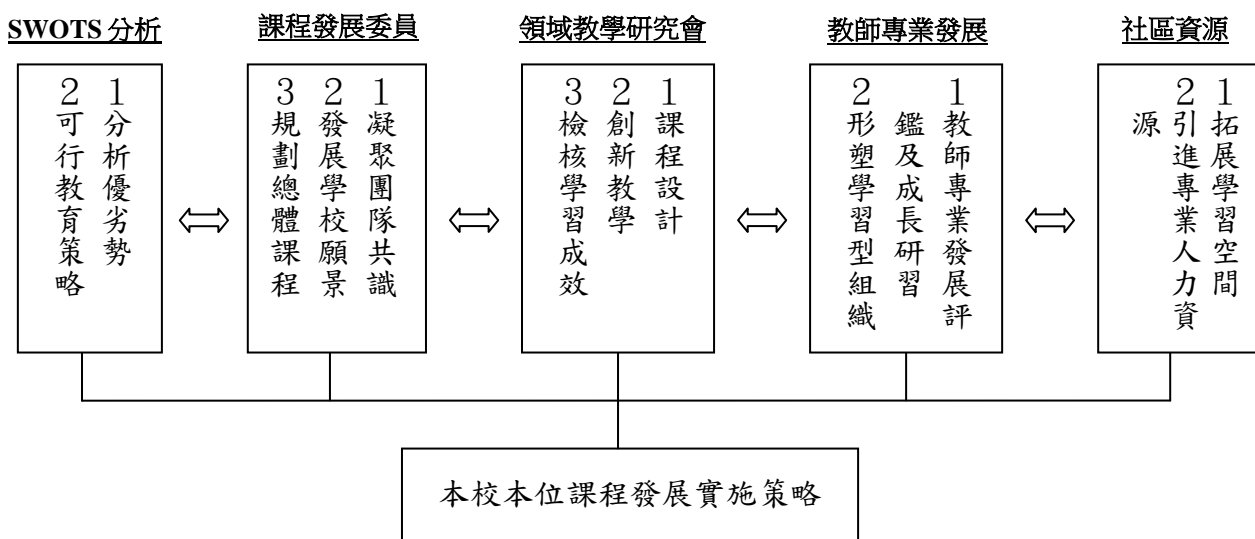 SWOTS 分析
1 分析優劣勢
2 可行教育策略
課程發展委員
1 凝聚團隊共識
2 發展學校願景
3 規劃總體課程
領域教學研究會
1 課程設計
2 創新教學
3 檢核學習成效
教師專業發展
1 教師專業發展評
鑑及成長研習
2 形塑學習型組織
社區資源
1 拓展學習空間
2 引進專業人力資
源
本校本位課程發展實施策略